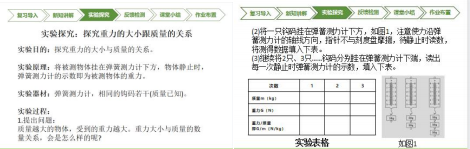 复习导入
新知讲解
实验探究
反馈检测
课堂小结
作业布置
实验探究：探究重力的大小跟质量的关系
实验目的：探究重力的大小与质量的关系。
实验原理：将被测物体挂在弹簧测力计下方，物体静止时，
弹簧测力计的示数即为被测物体的重力。
实验器材：弹簧测力计，相同的钩码若干(质量已知)。
实验过程：
1.提出问题：
质量越大的物体，受到的重力越大。重力大小与质量的数
量关系，会是怎么样的呢？
复习导入
新知讲解
实验探究
反馈检测
课堂小结
作业布置
(2)将一只钩码挂在弹簧测力计下方，如图1，注意使力沿弹
簧测力计的轴线方向，指针不与刻度盘摩擦，待静止时读数，
将测得数据填入下表。
(3)继续将2只、3只……钩码分别挂在弹簧测力计下端，读出
每一次静止时弹簧测力计的示数，填入下表。
次数 1 2 3
质量m（kg）
重力G（N）
重力/质量
即G/m（N/kg）
实验表格
如图1